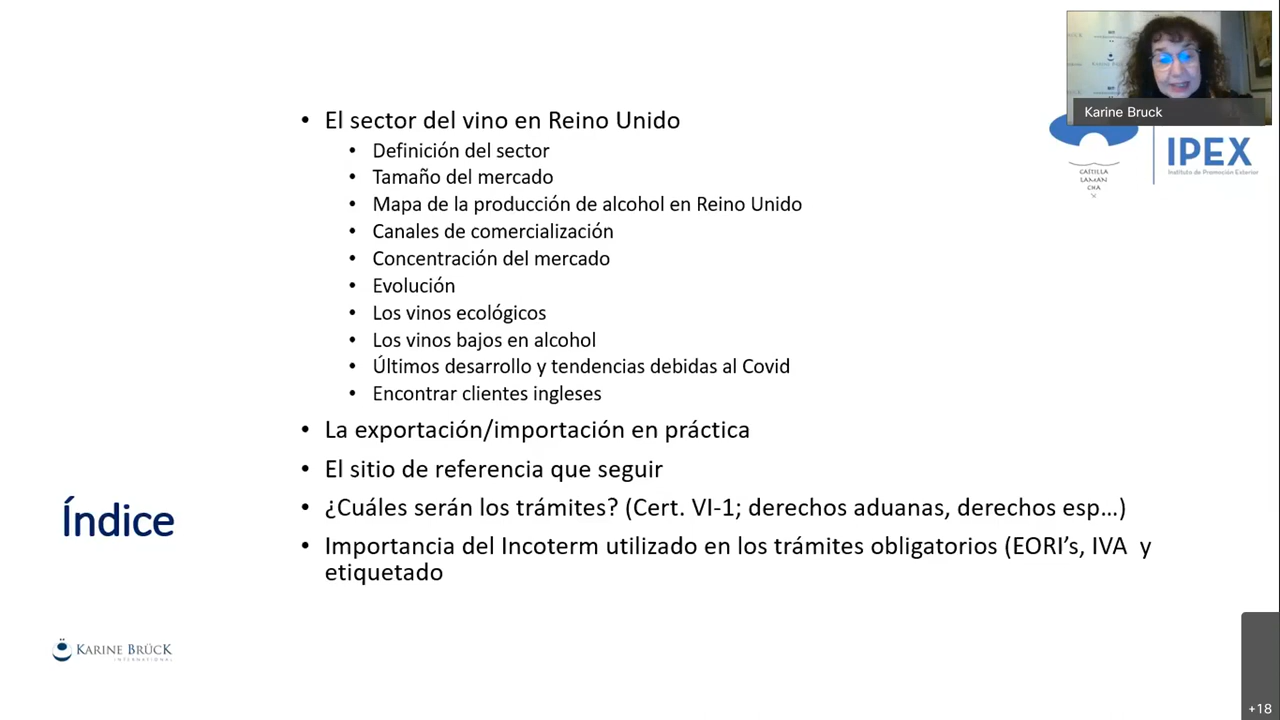 El sector del vino en Reino Unido
Definición del sector
Tamaño del mercado
Mapa de la producción de alcohol en Reino Unido
Canales de comercialización
Concentración del mercado
Evolución
Los vinos ecológicos
Los vinos bajos en alcohol
Últimos desarrollo y tendencias debidas al Covid
Encontrar clientes ingleses
La exportación/importación en práctica
El sitio de referencia que seguir
¿Cuáles serán los trámites? (Cert. VI-1; derechos aduanas, derechos esp…)
Importancia del Incoterm utilizado en los trámites obligatorios (EORI’s, IVA y
etiquetado
Índice
KARINE BRÜCK
INTERNATIONAL
Karine Bruck
CASTILLA
LAMAN
CHA
IPEX
Instituto de Promoción Exterior
+18